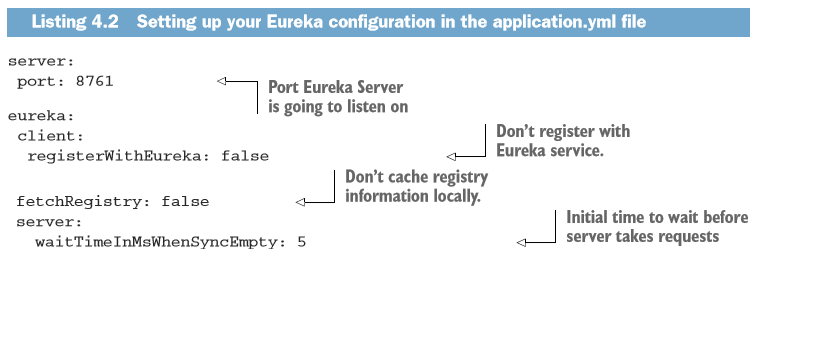 Listing 4.2 Setting up your Eureka configuration in the application.yml file
server:
port: 8761
Port Eureka Server
is going to listen on
eureka:
client:
registerWithEureka: false
Don't register with
Eureka service.
Don't cache registry
information locally.
fetchRegistry: false
server:
waitTimeInMsWhenSyncEmpty: 5
Initial time to wait before
server takes requests